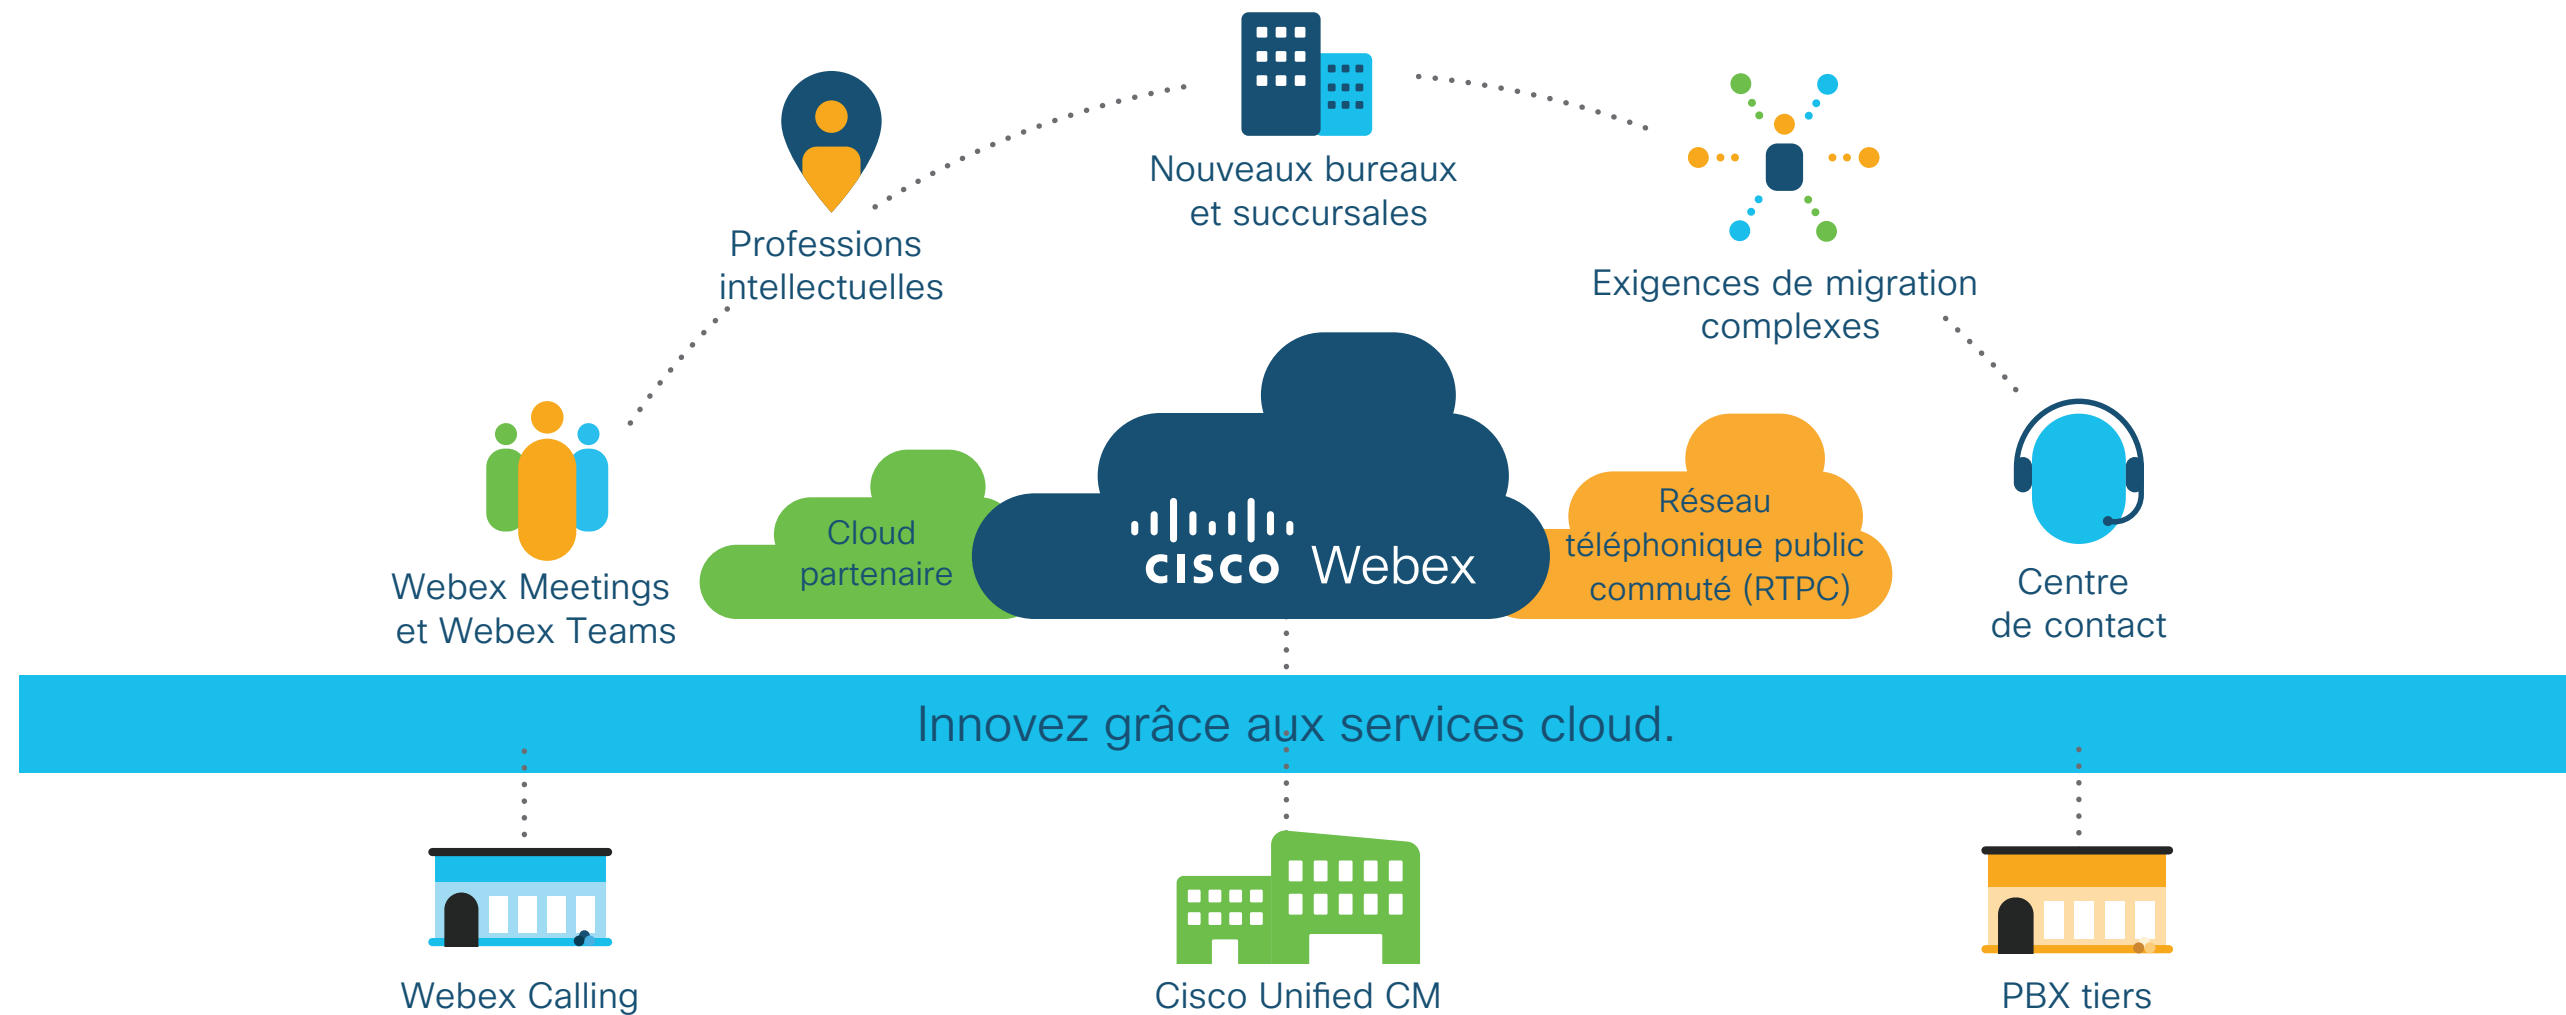 Nouveaux bureaux
et succursales
Professions
intellectuelles
Exigences de migration
complexes
Webex Meetings
et Webex Teams
Cloud
partenaire
CISCO Webex
Réseau
téléphonique public
commuté (RTPC)
Centre
de contact
Innovez grâce aux services cloud.
Webex Calling
Cisco Unified CM
PBX tiers